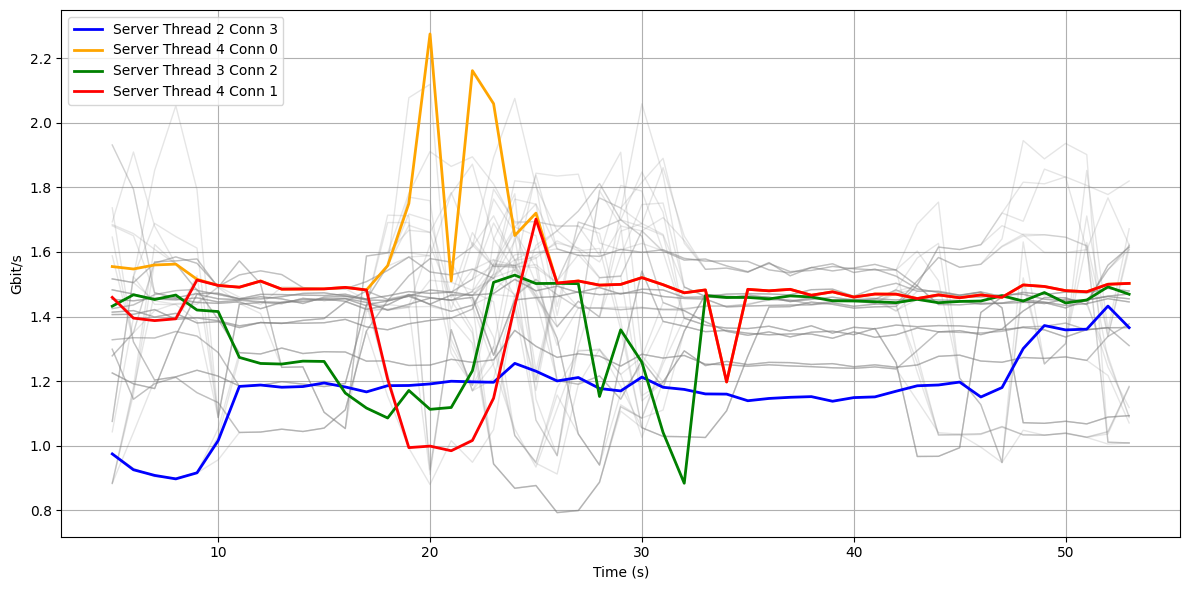 Server Thread 2 Conn 3
Server Thread 4 Conn 0
Server Thread 3 Conn 2
Server Thread 4 Conn 1
Gbit/s
2.2
2.0
1.8
1.6
1.4
1.2
1.0
0.8
10 20 30 40 50
Time (s)